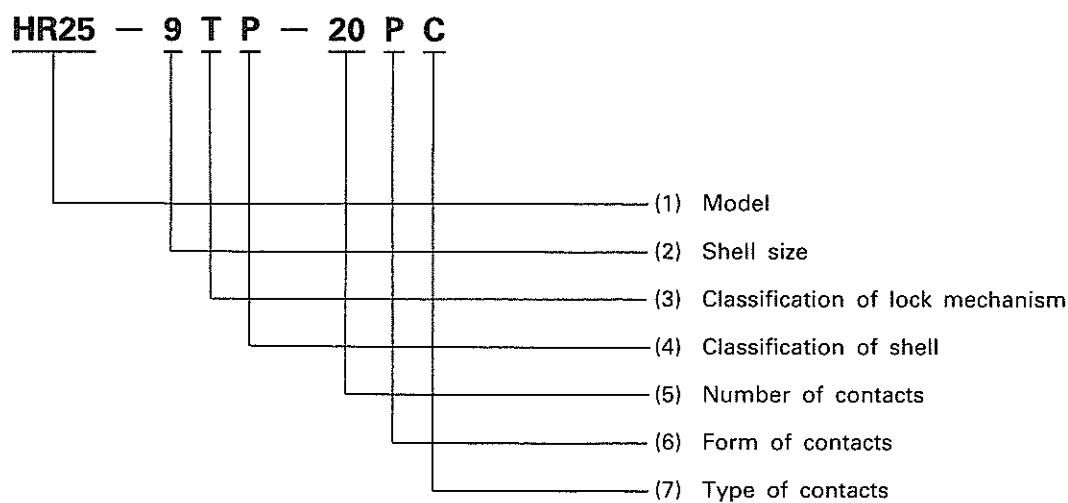 HR25 — 9 T P — 20 P C
(1) Model
(2) Shell size
(3) Classification of lock mechanism
(4) Classification of shell
(5) Number of contacts
(6) Form of contacts
(7) Type of contacts